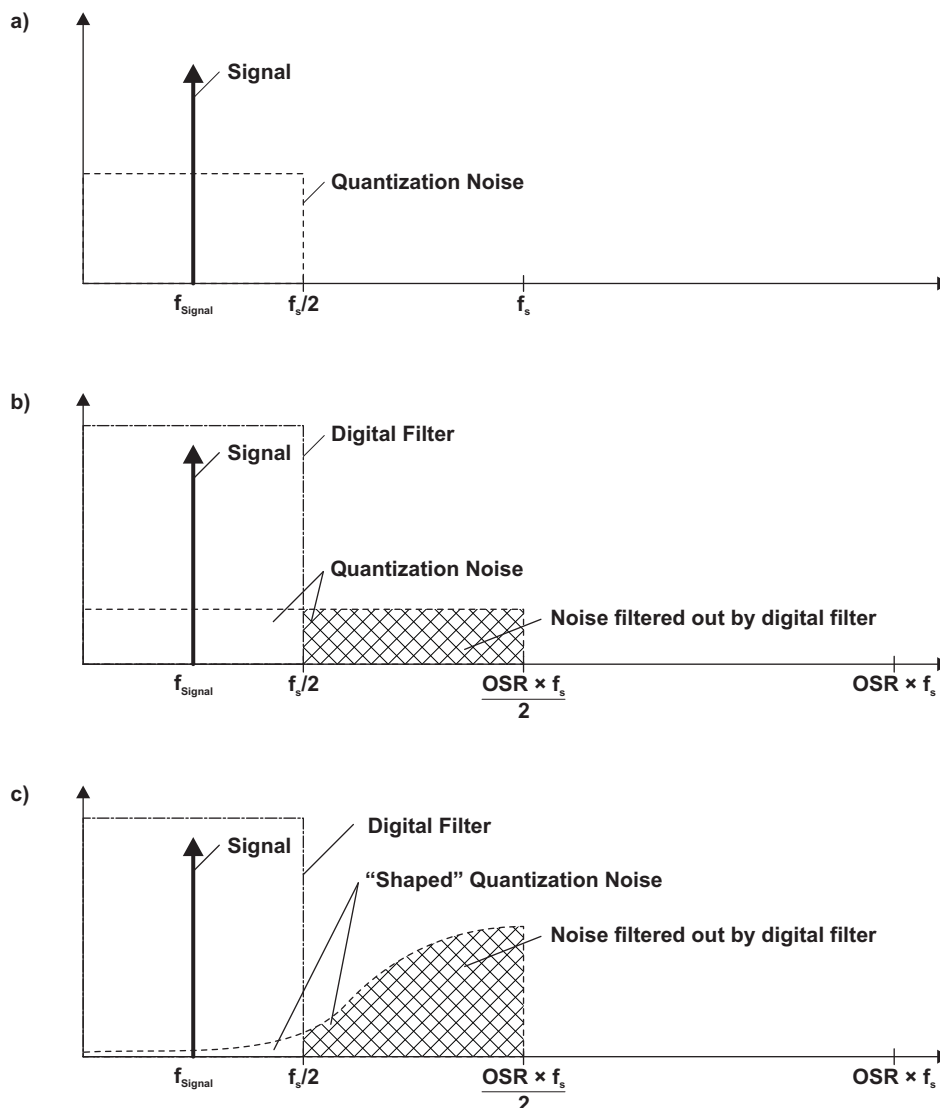 a)
Signal
Quantization Noise
fSignal
fs/2
fs
b)
Digital Filter
Signal
Quantization Noise
Noise filtered out by digital filter
fSignal
fs/2
OSR × fs
2
OSR × fs
c)
Digital Filter
Signal
“Shaped” Quantization Noise
Noise filtered out by digital filter
fSignal
fs/2
OSR × fs
2
OSR × fs